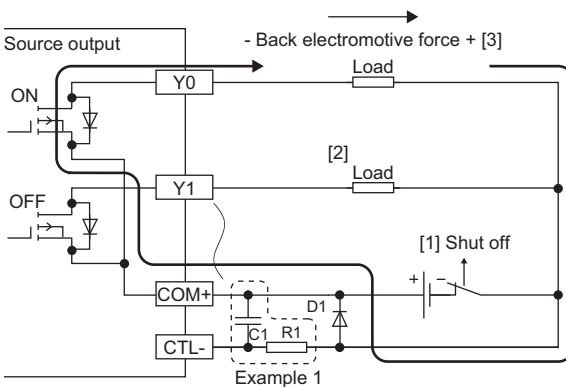 Source output
- Back electromotive force + [3]
Y0
Load
ON
[2]
Y1
Load
OFF
[1] Shut off
+
−
COM+
D1
C1
R1
CTL-
Example 1